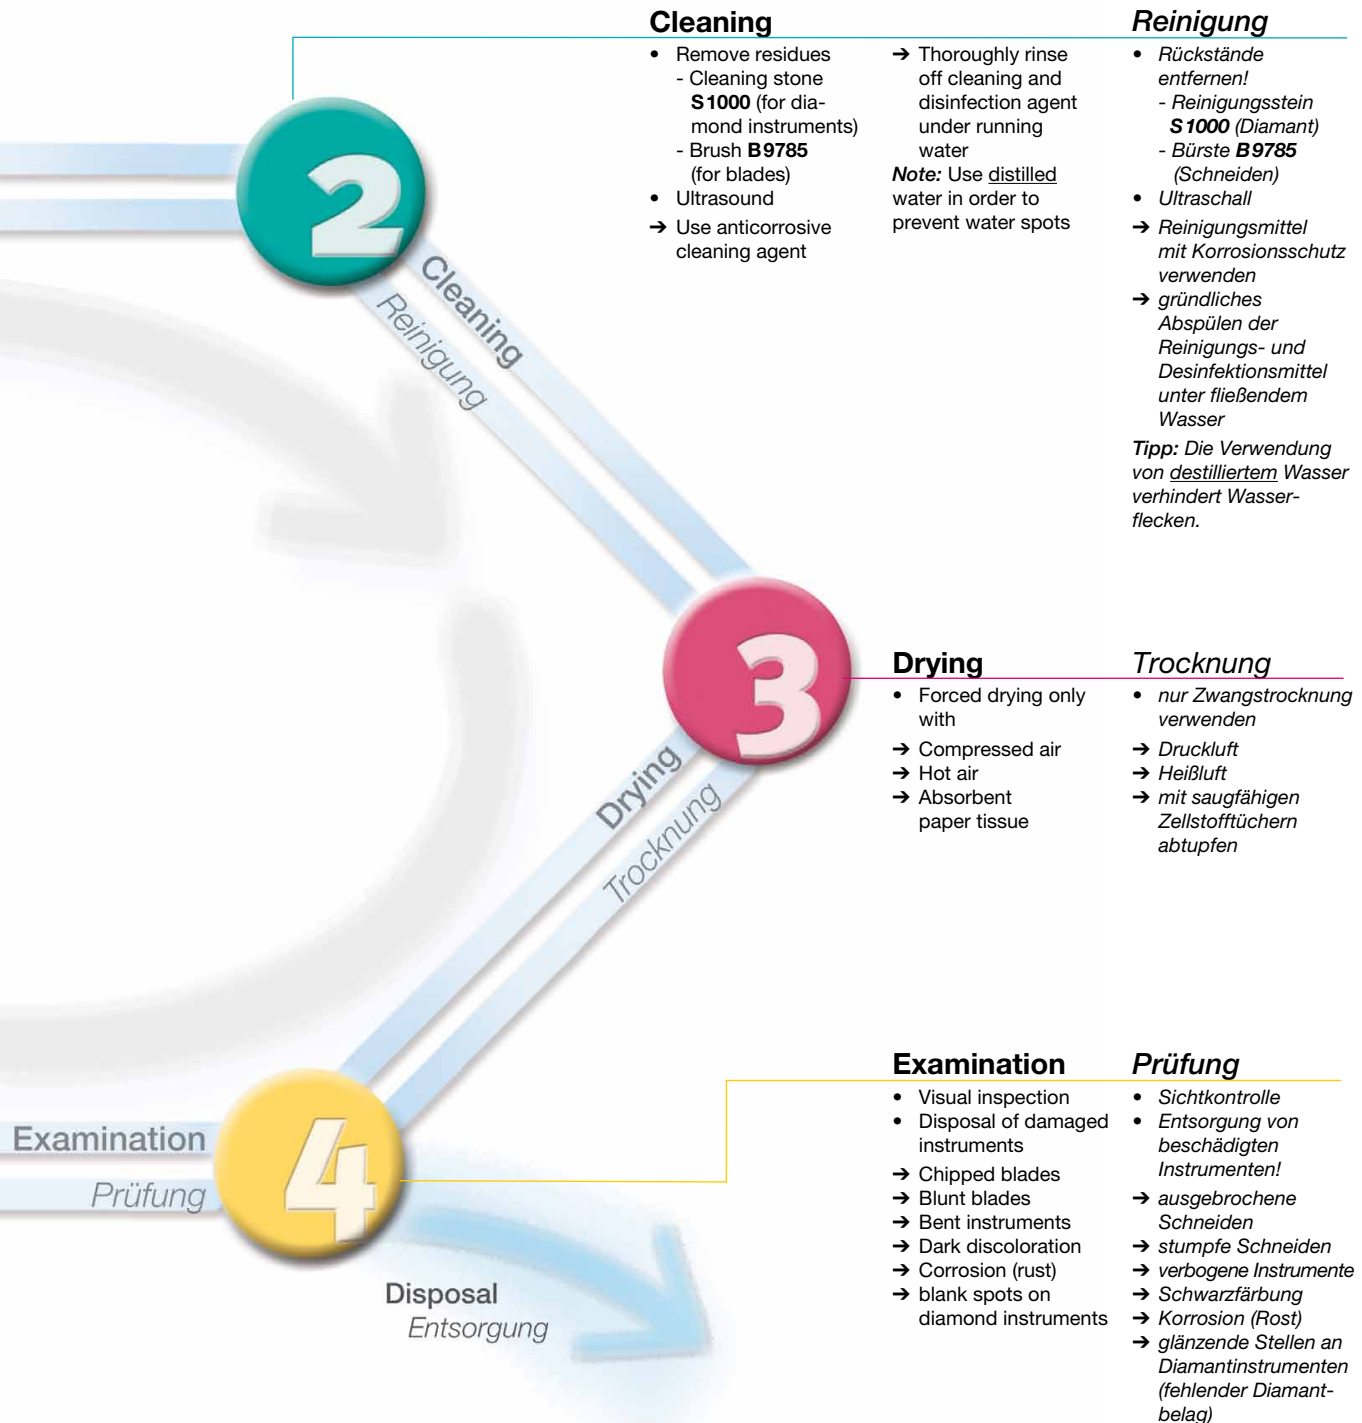 Cleaning
• Remove residues
- Cleaning stone
S1000 (for dia-
mond instruments)
- Brush B9785
(for blades)
• Ultrasound
➔ Use anticorrosive
cleaning agent
➔ Thoroughly rinse
off cleaning and
disinfection agent
under running
water
Note: Use distilled
water in order to
prevent water spots
Reinigung
• Rückstände
entfernen!
- Reinigungsstein
S1000 (Diamant)
- Bürste B9785
(Schneiden)
• Ultraschall
➔ Reinigungsmittel
mit Korrosionsschutz
verwenden
➔ gründliches
Abspülen der
Reinigungs- und
Desinfektionsmittel
unter fließendem
Wasser
Tipp: Die Verwendung
von destilliertem Wasser
verhindert Wasser-
flecken.
2
Cleaning
Reinigung
3
Drying
• Forced drying only
with
➔ Compressed air
➔ Hot air
➔ Absorbent
paper tissue
Trocknung
• nur Zwangstrocknung
verwenden
➔ Druckluft
➔ Heißluft
➔ mit saugfähigen
Zellstofftüchern
abtupfen
Drying
Trocknung
4
Examination
Prüfung
Disposal
Entsorgung
Examination
• Visual inspection
• Disposal of damaged
instruments
➔ Chipped blades
➔ Blunt blades
➔ Bent instruments
➔ Dark discoloration
➔ Corrosion (rust)
➔ blank spots on
diamond instruments
Prüfung
• Sichtkontrolle
• Entsorgung von
beschädigten
Instrumenten!
➔ ausgebrochene
Schneiden
➔ stumpfe Schneiden
➔ verbogene Instrumente
➔ Schwarzfärbung
➔ Korrosion (Rost)
➔ glänzende Stellen an
Diamantinstrumenten
(fehlender Diamant-
belag)